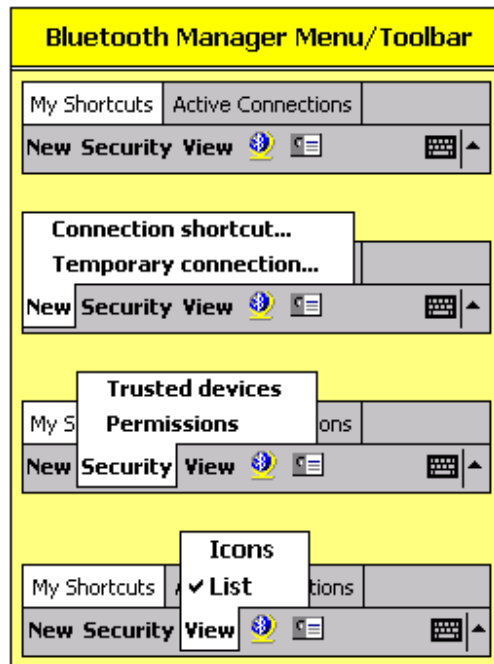 Bluetooth Manager Menu/Toolbar
My Shortcuts Active Connections
New Security View
Connection shortcut...
Temporary connection...
New Security View
Trusted devices
Permissions
My S ons
New Security View
Icons
List
My Shortcuts A tions
New Security View